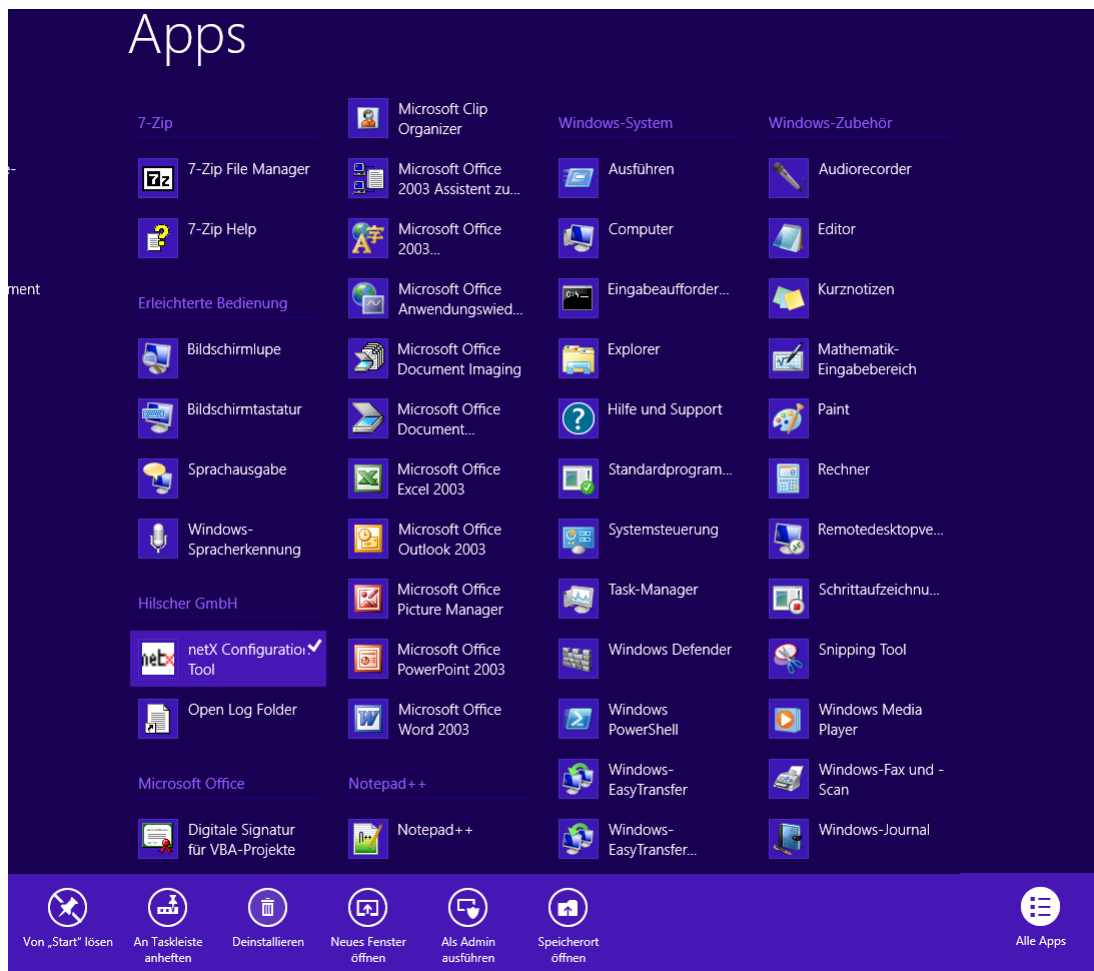 Apps
e-
ment
7-Zip
7-Zip File Manager
7-Zip Help
Erleichterte Bedienung
Bildschirmlupe
Bildschirmtastatur
Sprachausgabe
Windows-
Spracherkennung
Hilscher GmbH
netX Configuration
Tool
Open Log Folder
Microsoft Office
Digitale Signatur
für VBA-Projekte
Microsoft Clip
Organizer
Microsoft Office
2003 Assistent zu...
Microsoft Office
2003...
Microsoft Office
Anwendungswied...
Microsoft Office
Document Imaging
Microsoft Office
Document...
Microsoft Office
Excel 2003
Microsoft Office
Outlook 2003
Microsoft Office
Picture Manager
Microsoft Office
PowerPoint 2003
Microsoft Office
Word 2003
Notepad++
Notepad++
Windows-System
Ausführen
Computer
Eingabeaufforder...
Explorer
Hilfe und Support
Standardprogram...
Systemsteuerung
Task-Manager
Windows Defender
Windows
PowerShell
Windows-
EasyTransfer
Windows-
EasyTransfer...
Windows-Zubehör
Audiorecorder
Editor
Kurznotizen
Mathematik-
Eingabebereich
Paint
Rechner
Remotedesktopve...
Schrittaufzeichnu...
Snipping Tool
Windows Media
Player
Windows-Fax und -
Scan
Windows-Journal
Von „Start" lösen
An Taskleiste
anheften
Deinstallieren
Neues Fenster
öffnen
Als Admin
ausführen
Speicherort
öffnen
Alle Apps